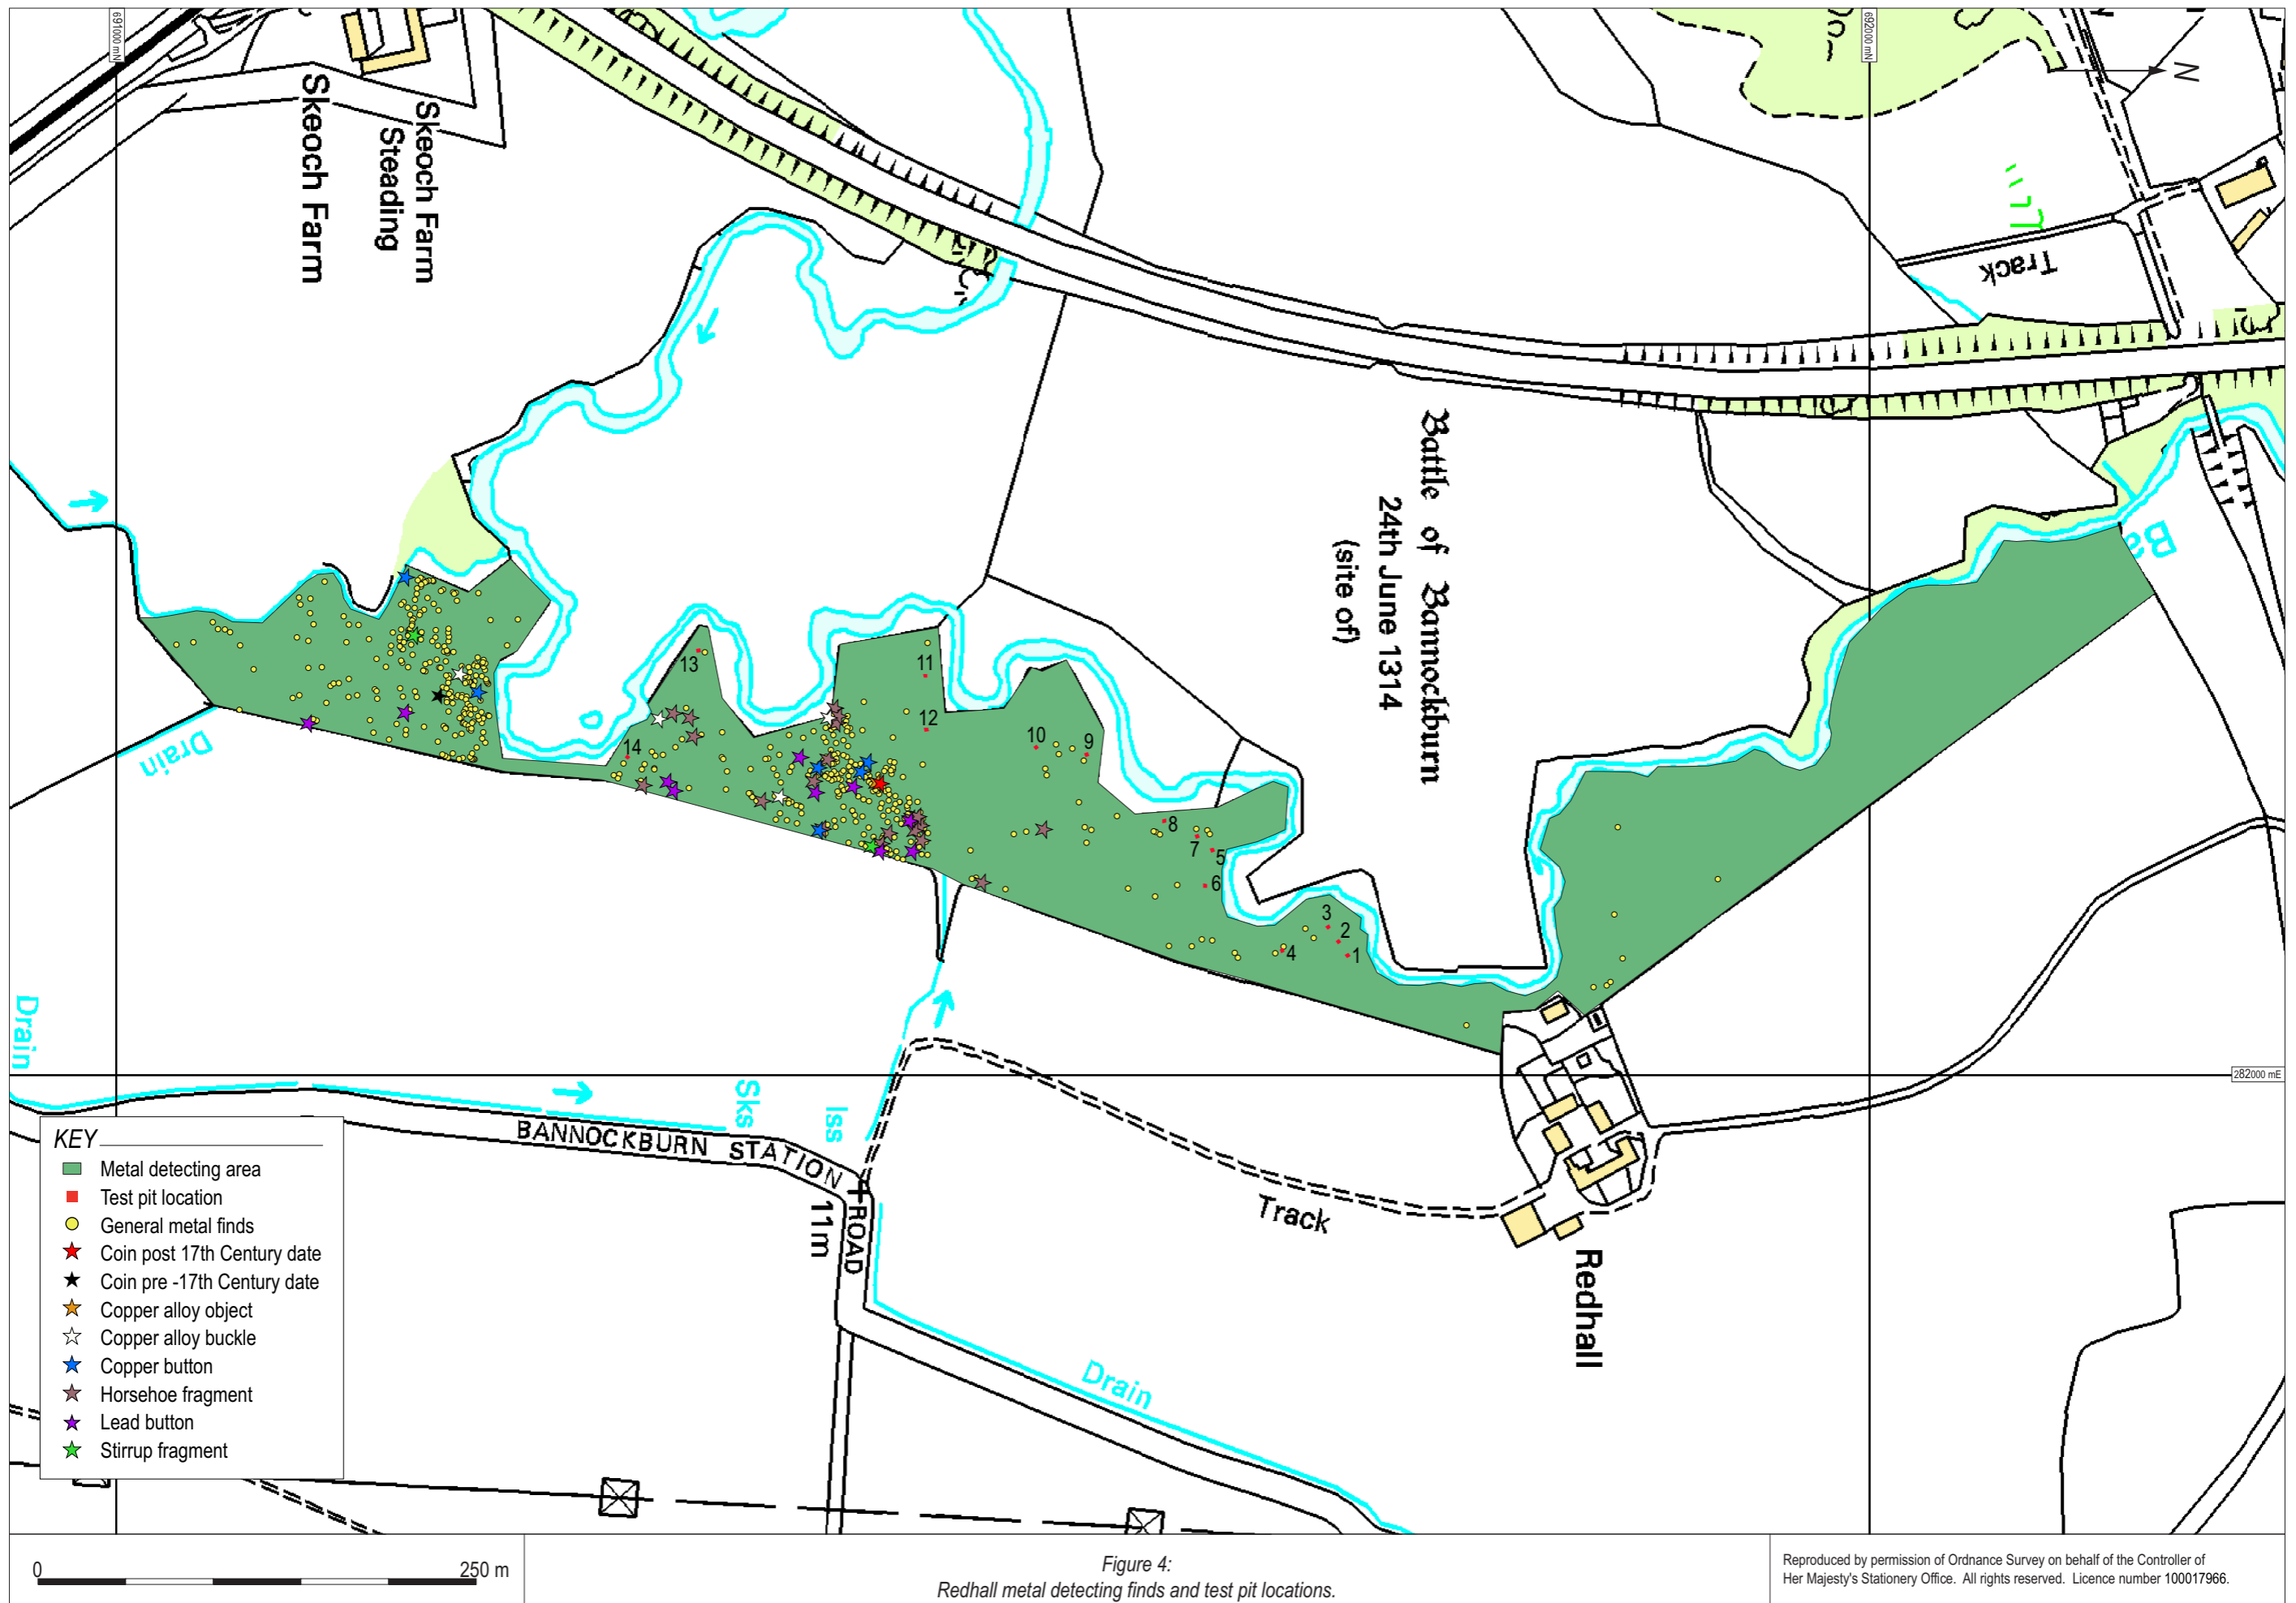 691000 mN
692000 mN
N
Skeoch Farm
Steading
Skeoch Farm
Track
Battle of Bannockburn
24th June 1314
(site of)
13
11
14
12
10
9
8
7
5
6
3
2
4
1
Drain
Drain
282000 mE
Sks
Iss
BANNOCKBURN STATION ROAD
11m
Track
Redhall
Drain
KEY
Metal detecting area
Test pit location
General metal finds
Coin post 17th Century date
Coin pre -17th Century date
Copper alloy object
Copper alloy buckle
Copper button
Horsehoe fragment
Lead button
Stirrup fragment
0 250 m
Figure 4:
Redhall metal detecting finds and test pit locations.
Reproduced by permission of Ordnance Survey on behalf of the Controller of
Her Majesty's Stationery Office. All rights reserved. Licence number 100017966.